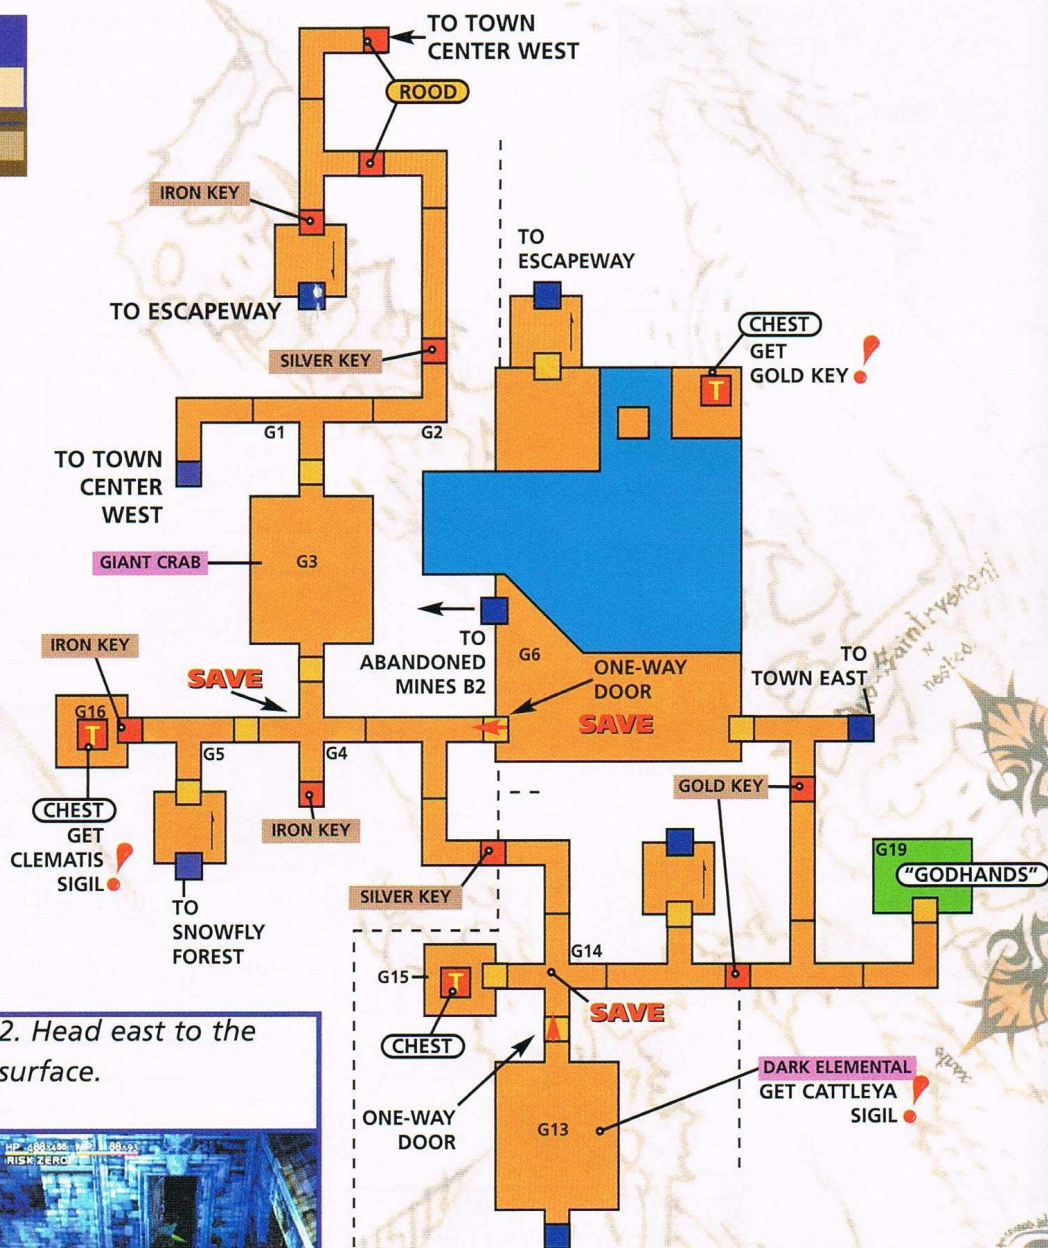 TO TOWN
CENTER WEST
ROOD
IRON KEY
TO
ESCAPEWAY
TO ESCAPEWAY
CHEST
GET
GOLD KEY
SILVER KEY
T
G1
G2
TO TOWN
CENTER
WEST
GIANT CRAB
G3
TO
ABANDONED
MINES B2
G6
ONE-WAY
DOOR
SAVE
TO
TOWN EAST
IRON KEY
SAVE
G16
T
G5
G4
CHEST
GET
CLEMATIS
SIGIL
IRON KEY
GOLD KEY
SILVER KEY
TO
SNOWFLY
FOREST
G19
"GODHANDS"
G14
G15
T
CHEST
SAVE
ONE-WAY
DOOR
G13
DARK ELEMENTAL
GET CATTLEYA
SIGIL
2. Head east to the
surface.
RISK ZERO